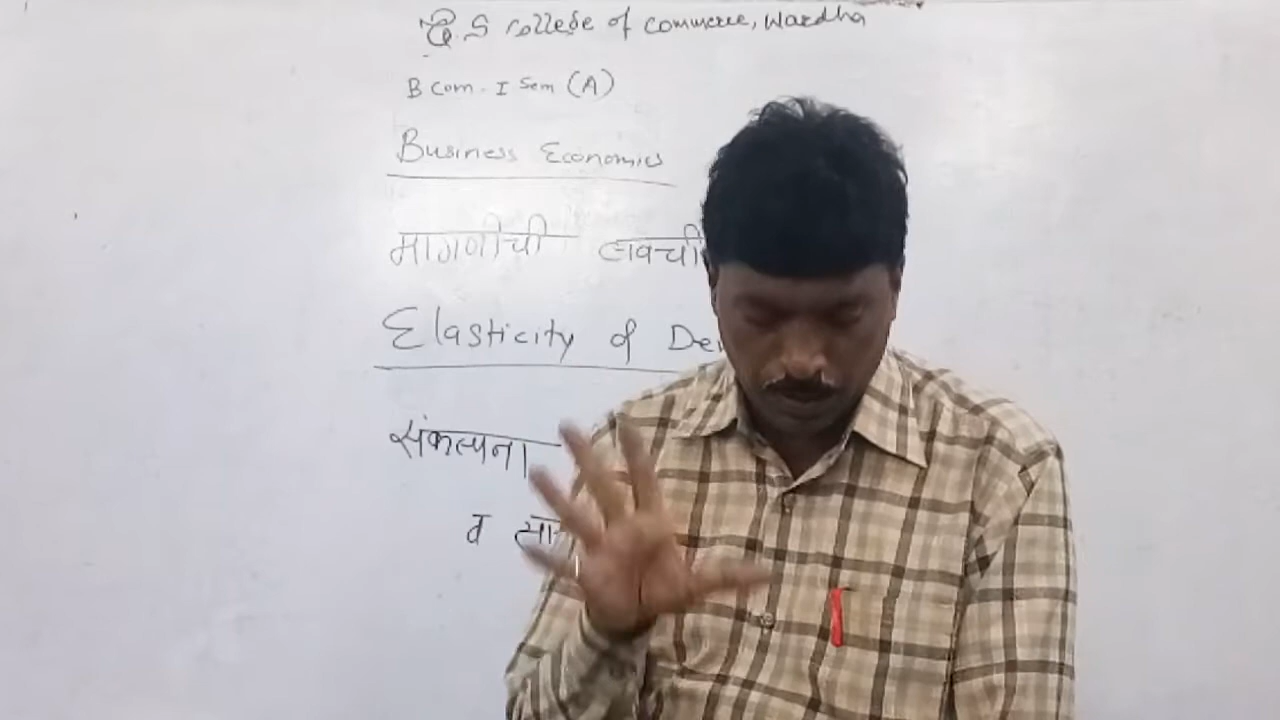 G.S College of Commerce, Wardha
B Com - I Sem (A)
Business Economics
मागणीची लवची
Elasticity of De
संकल्पना
व